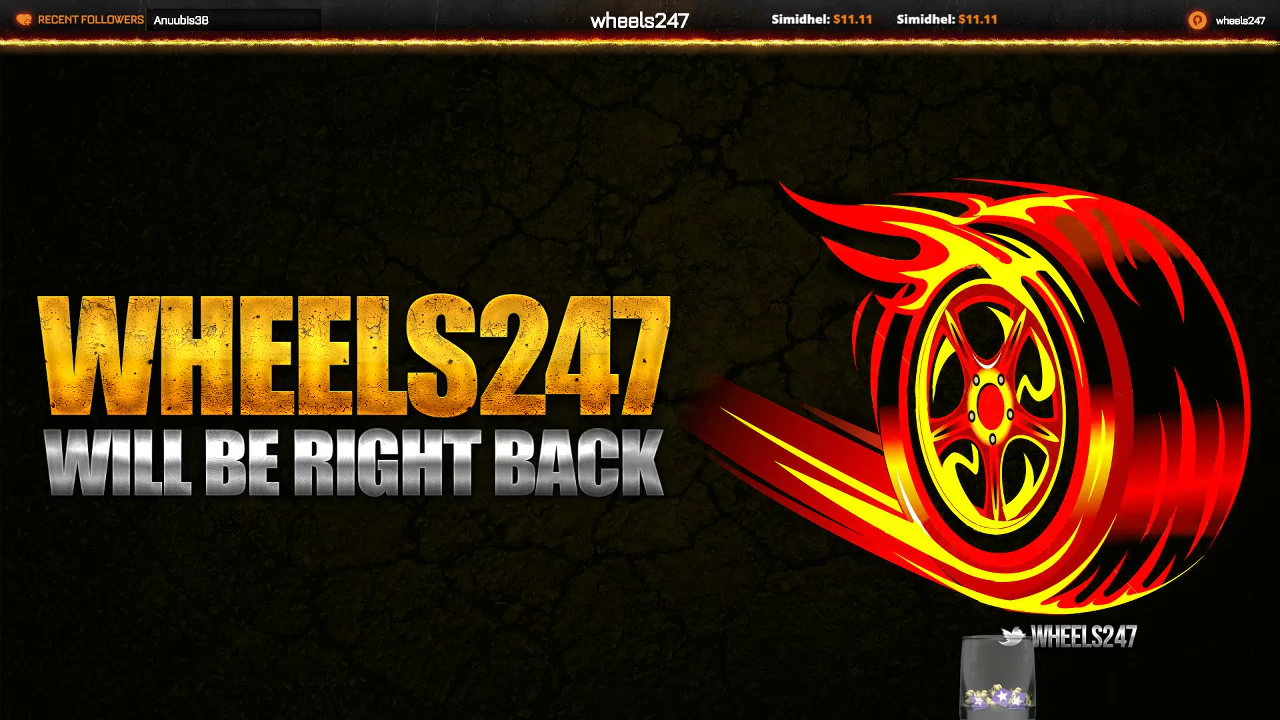 RECENT FOLLOWERS Anuubis38
wheels247
Simidhel: $11.11 Simidhel: $11.11
wheels247
WHEELS247
WILL BE RIGHT BACK
WHEELS247